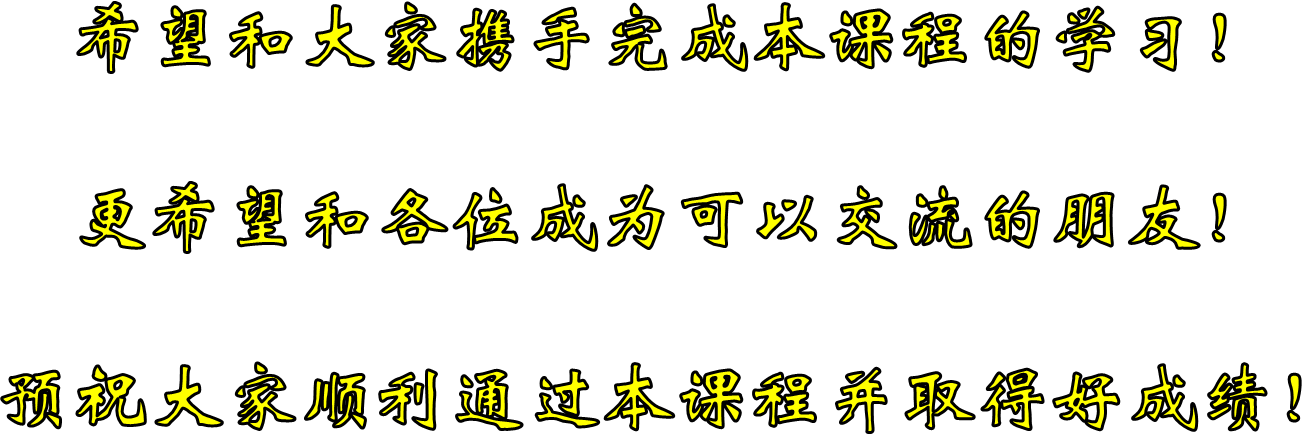 希望和大家携手完成本课程的学习！
更希望和各位成为可以交流的朋友！
预祝大家顺利通过本课程并取得好成绩！